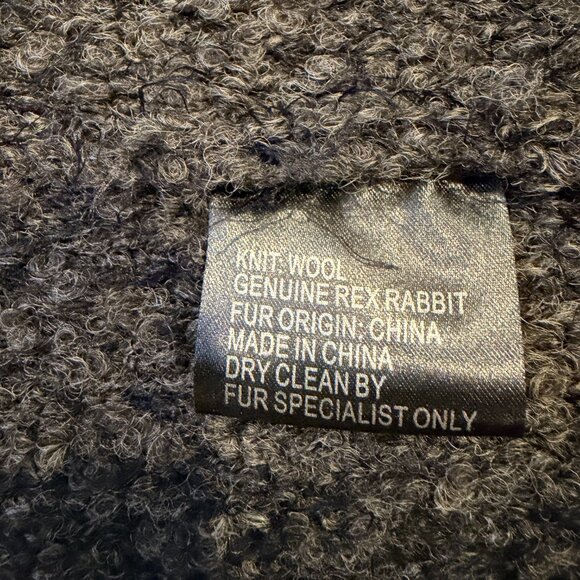 KNIT: WOOL
GENUINE REX RABBIT
FUR ORIGIN: CHINA
MADE IN CHINA
DRY CLEAN BY
FUR SPECIALIST ONLY